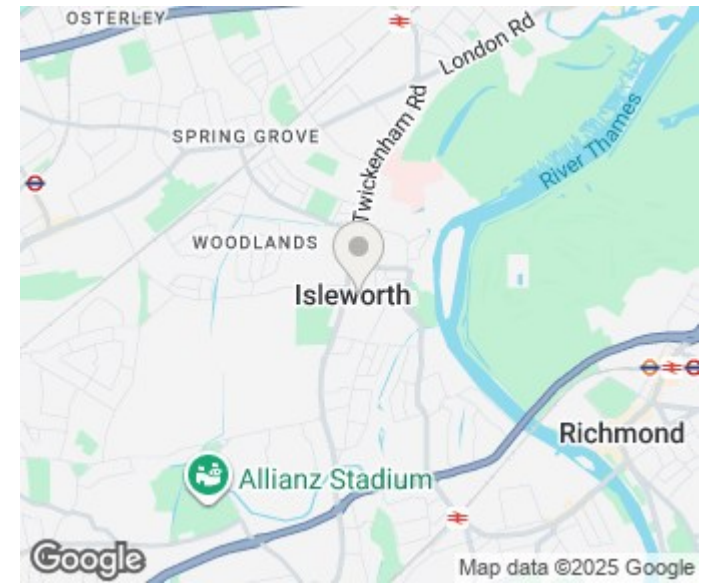 OSTERLEY
London Rd
SPRING GROVE
Twickenham Rd
River Thames
WOODLANDS
Isleworth
Richmond
Allianz Stadium
Google
Map data ©2025 Google